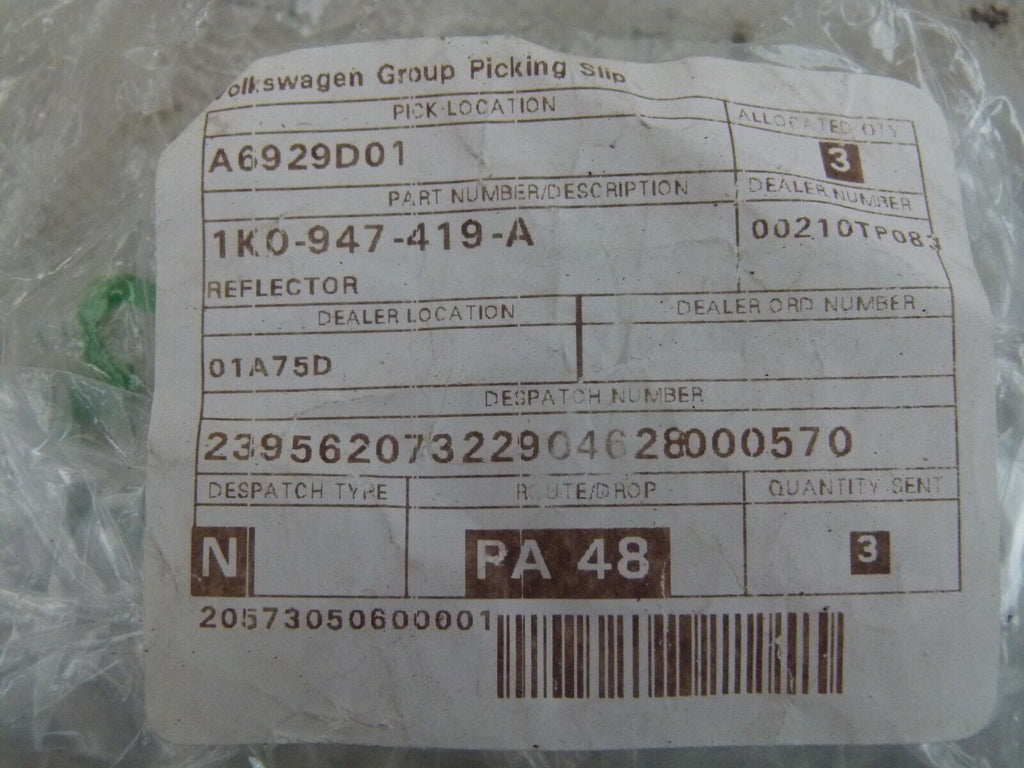 olkswagen Group Picking Slip
PICK LOCATION
ALLOCATED QTY
A6929D01
3
PART NUMBER/DESCRIPTION
DEALER NUMBER
1K0-947-419-A
00210TP083
REFLECTOR
DEALER LOCATION
DEALER ORD NUMBER
01A75D
DESPATCH NUMBER
23956207322904628000570
DESPATCH TYPE
ROUTE/DROP
QUANTITY SENT
N
PA 48
3
20573050600001